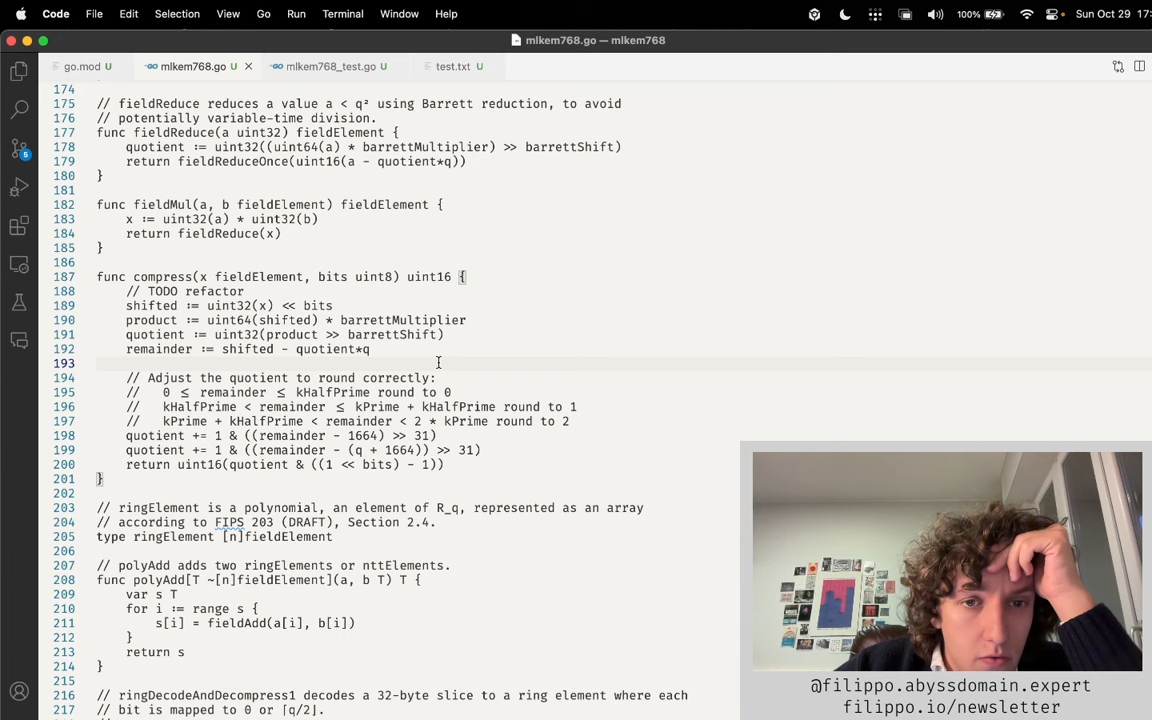 Code File Edit Selection View Go Run Terminal Window Help 100% Sun Oct 29 17:
mlkem768.go — mlkem768
go.mod U mlkem768.go U mlkem768_test.go U test.txt U
174
175 // fieldReduce reduces a value a < q² using Barrett reduction, to avoid
176 // potentially variable-time division.
177 func fieldReduce(a uint32) fieldElement {
178 quotient := uint32((uint64(a) * barrettMultiplier) >> barrettShift)
179 return fieldReduceOnce(uint16(a - quotient*q))
180 }
181
182 func fieldMul(a, b fieldElement) fieldElement {
183 x := uint32(a) * uint32(b)
184 return fieldReduce(x)
185 }
186
187 func compress(x fieldElement, bits uint8) uint16 {
188 // TODO refactor
189 shifted := uint32(x) << bits
190 product := uint64(shifted) * barrettMultiplier
191 quotient := uint32(product >> barrettShift)
192 remainder := shifted - quotient*q
193
194 // Adjust the quotient to round correctly:
195 // 0 ≤ remainder ≤ kHalfPrime round to 0
196 // kHalfPrime < remainder ≤ kPrime + kHalfPrime round to 1
197 // kPrime + kHalfPrime < remainder < 2 * kPrime round to 2
198 quotient += 1 & ((remainder - 1664) >> 31)
199 quotient += 1 & ((remainder - (q + 1664)) >> 31)
200 return uint16(quotient & ((1 << bits) - 1))
201 }
202
203 // ringElement is a polynomial, an element of R_q, represented as an array
204 // according to FIPS 203 (DRAFT), Section 2.4.
205 type ringElement [n]fieldElement
206
207 // polyAdd adds two ringElements or nttElements.
208 func polyAdd[T ~[n]fieldElement](a, b T) T {
209 var s T
210 for i := range s {
211 s[i] = fieldAdd(a[i], b[i])
212 }
213 return s
214 }
215
216 // ringDecodeAndDecompress1 decodes a 32-byte slice to a ring element where each
217 // bit is mapped to 0 or ⌈q/2⌋.
5
@filippo.abyssdomain.expert
filippo.io/newsletter